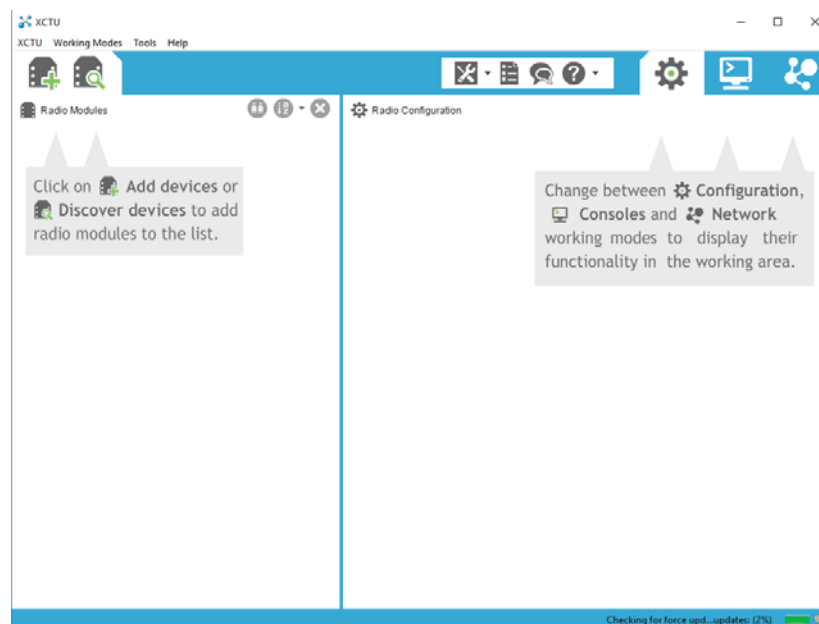 XCTU
XCTU Working Modes Tools Help
Radio Modules
Radio Configuration
Click on Add devices or
Discover devices to add
radio modules to the list.
Change between Configuration,
Consoles and Network
working modes to display their
functionality in the working area.
Checking for force upd...updates: (2%)